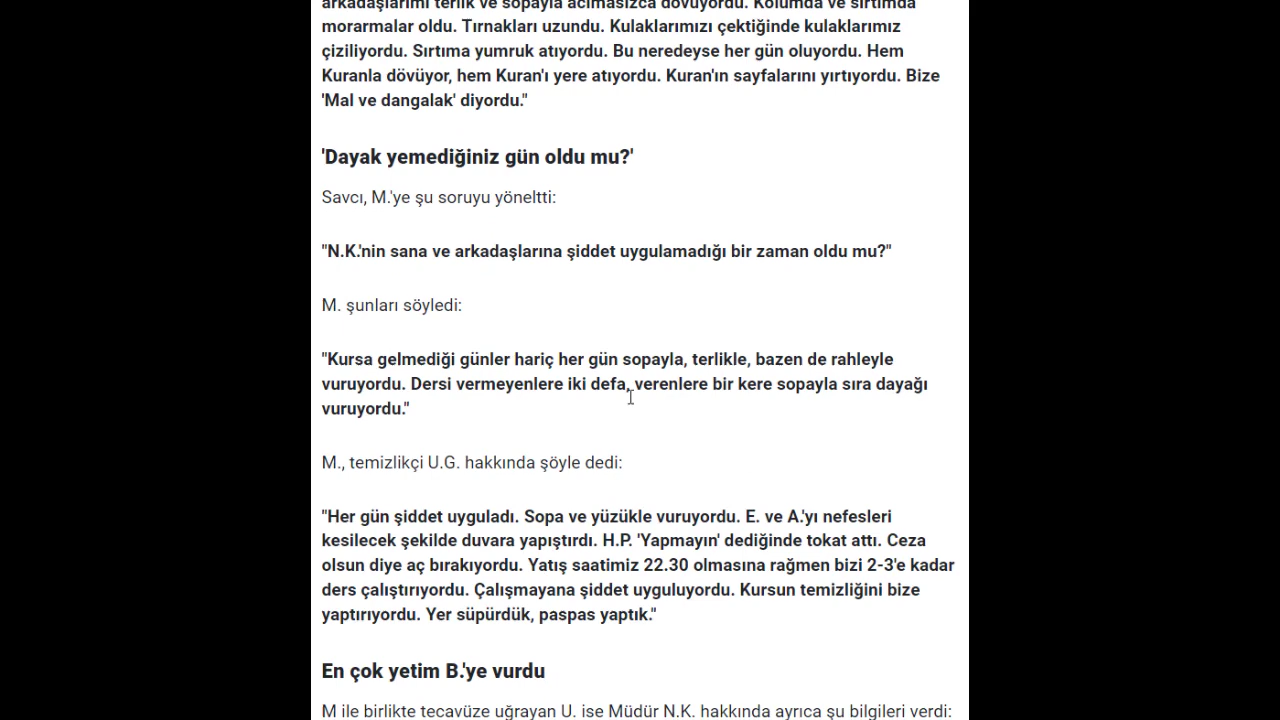 arkadaşlarımı terlik ve sopayla acımasızca dövüyordu. Kolumda ve sırtımda
morarmalar oldu. Tırnakları uzundu. Kulaklarımızı çektiğinde kulaklarımız
çiziliyordu. Sırtıma yumruk atıyordu. Bu neredeyse her gün oluyordu. Hem
Kuranla dövüyor, hem Kuran'ı yere atıyordu. Kuran'ın sayfalarını yırtıyordu. Bize
'Mal ve dangalak' diyordu."
'Dayak yemediğiniz gün oldu mu?'
Savcı, M.'ye şu soruyu yöneltti:
"N.K.'nin sana ve arkadaşlarına şiddet uygulamadığı bir zaman oldu mu?"
M. şunları söyledi:
"Kursa gelmediği günler hariç her gün sopayla, terlikle, bazen de rahleyle
vuruyordu. Dersi vermeyenlere iki defa, verenlere bir kere sopayla sıra dayağı
vuruyordu."
M., temizlikçi U.G. hakkında şöyle dedi:
"Her gün şiddet uyguladı. Sopa ve yüzükle vuruyordu. E. ve A.'yı nefesleri
kesilecek şekilde duvara yapıştırdı. H.P. 'Yapmayın' dediğinde tokat attı. Ceza
olsun diye aç bırakıyordu. Yatış saatimiz 22.30 olmasına rağmen bizi 2-3'e kadar
ders çalıştırıyordu. Çalışmayana şiddet uyguluyordu. Kursun temizliğini bize
yaptırıyordu. Yer süpürdük, paspas yaptık."
En çok yetim B.'ye vurdu
M ile birlikte tecavüze uğrayan U. ise Müdür N.K. hakkında ayrıca şu bilgileri verdi: